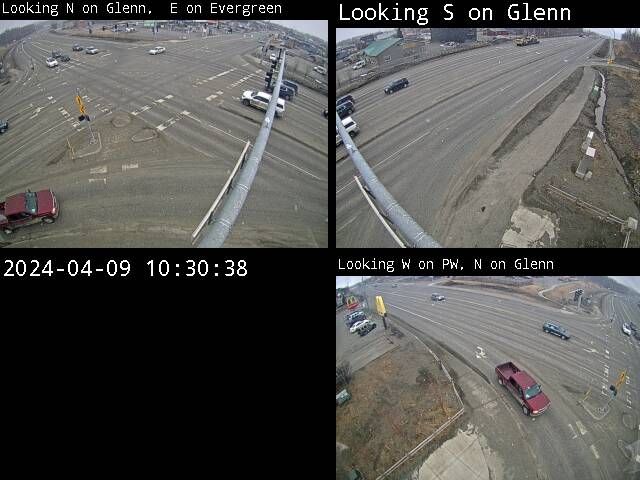 Looking N on Glenn, E on Evergreen
Looking S on Glenn
2024-04-09 10:30:38
Looking W on PW, N on Glenn